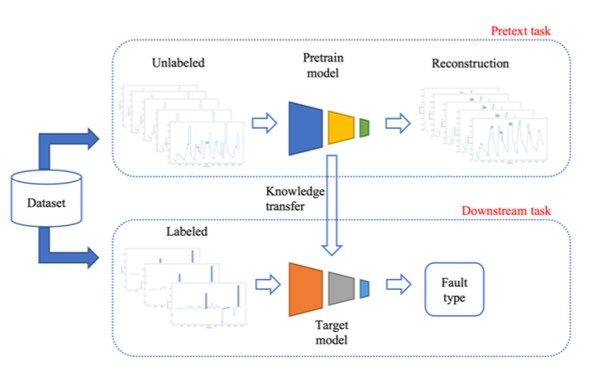 Pretext task
Unlabeled
Pretrain
model
Reconstruction
Dataset
Knowledge
transfer
Downstream task
Labeled
Fault
type
Target
model